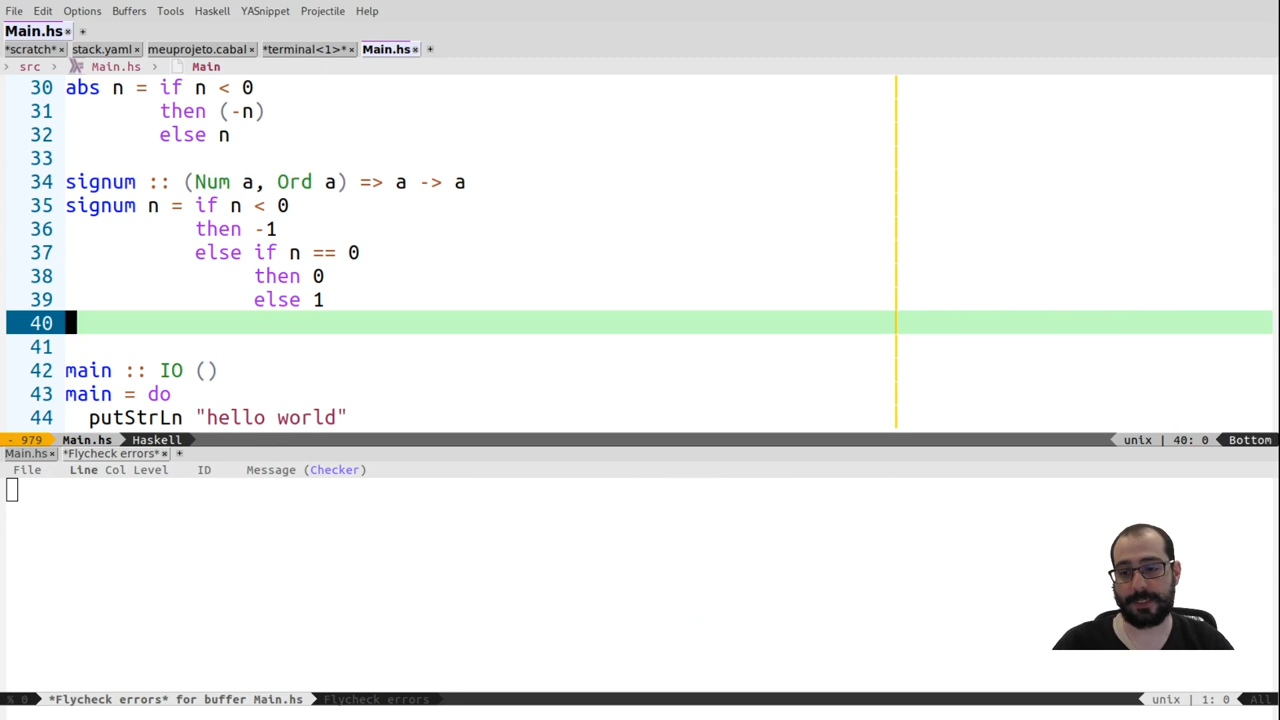 File Edit Options Buffers Tools Haskell YASnippet Projectile Help
Main.hs × +
*scratch* × stack.yaml × meuprojeto.cabal × *terminal<1>* × Main.hs × +
> src > Main.hs > Main
30 abs n = if n < 0
31 then (-n)
32 else n
33
34 signum :: (Num a, Ord a) => a -> a
35 signum n = if n < 0
36 then -1
37 else if n == 0
38 then 0
39 else 1
40
41
42 main :: IO ()
43 main = do
44 putStrLn "hello world"
- 979 Main.hs Haskell unix | 40: 0 Bottom
Main.hs × *Flycheck errors* × +
File Line Col Level ID Message (Checker)
% 0 *Flycheck errors* for buffer Main.hs Flycheck errors unix | 1: 0 All